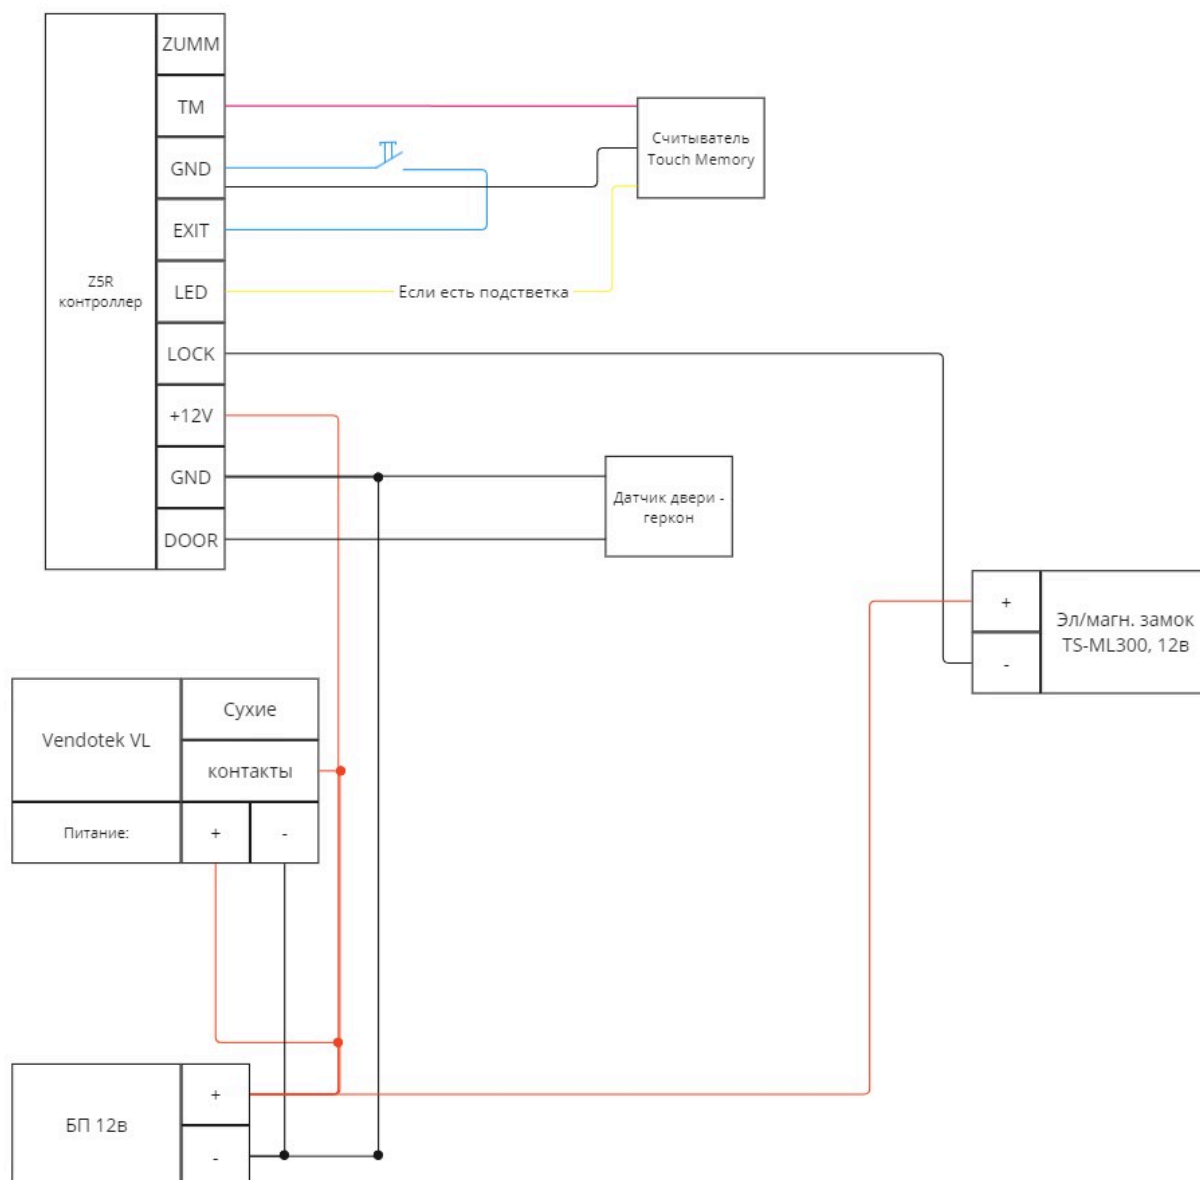 ZUMM
TM
GND
EXIT
LED
LOCK
+12V
GND
DOOR
Z5R
контроллер
Считыватель
Touch Memory
Если есть подстветка
Датчик двери -
геркон
+
-
Эл/магн. замок
TS-ML300, 12в
Vendotek VL
Сухие
контакты
Питание:
+
-
БП 12в
+
-